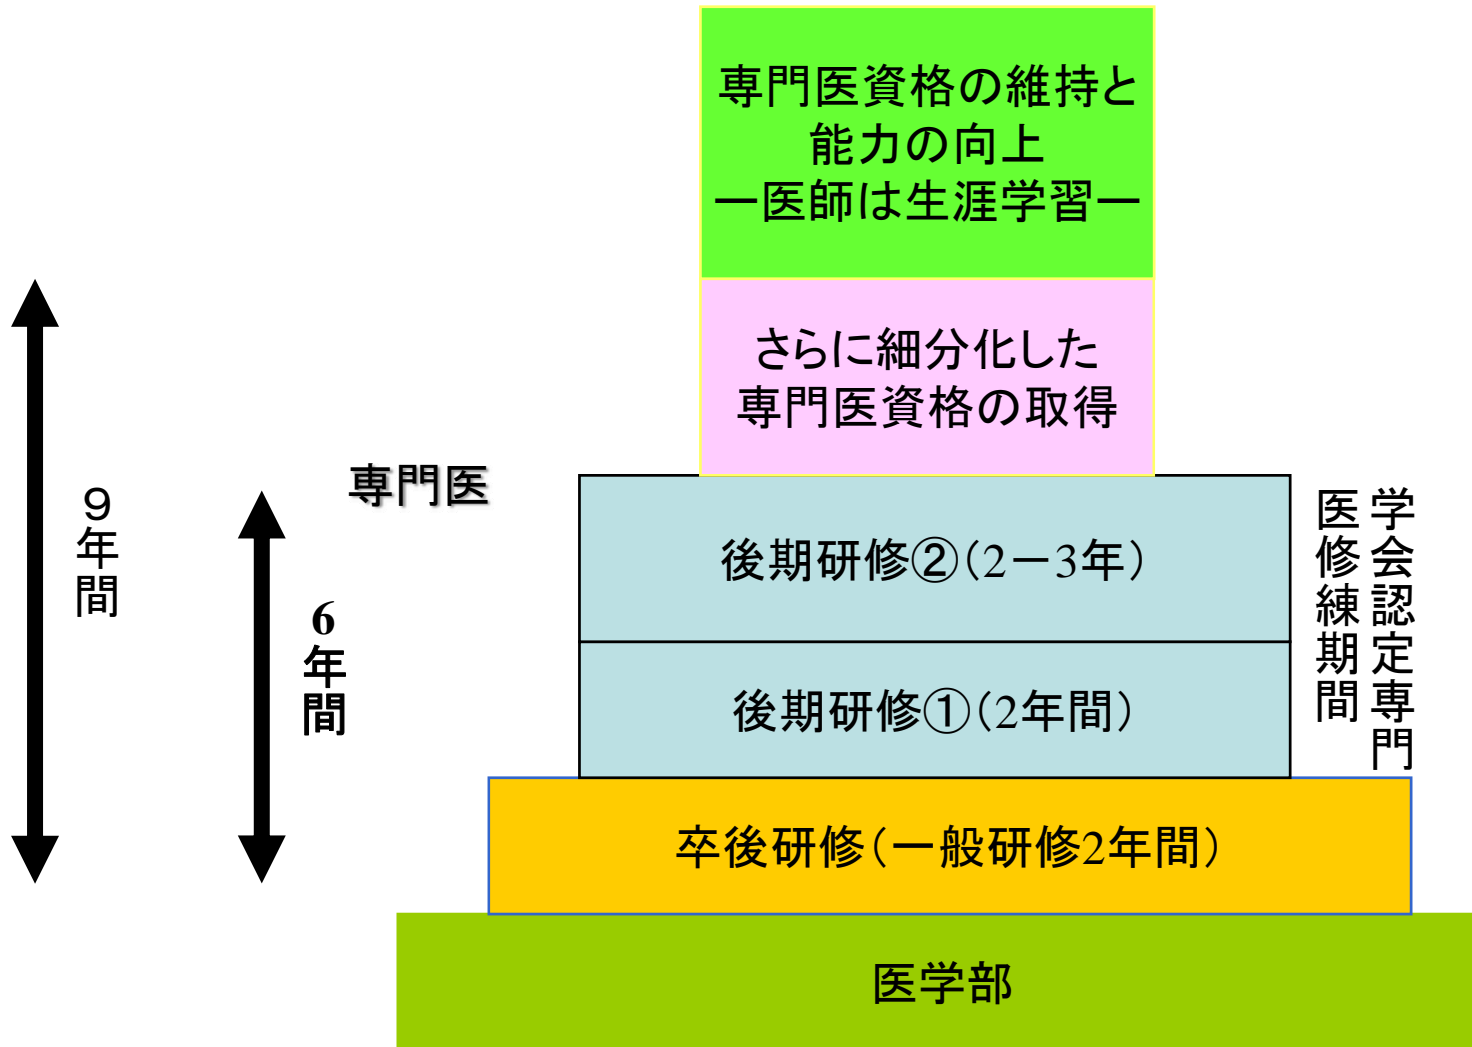 専門医資格の維持と
能力の向上
ー医師は生涯学習ー
さらに細分化した
専門医資格の取得
専門医
9年間
6年間
後期研修②(2ー3年)
後期研修①(2年間)
学会認定専門
医修練期間
卒後研修(一般研修2年間)
医学部